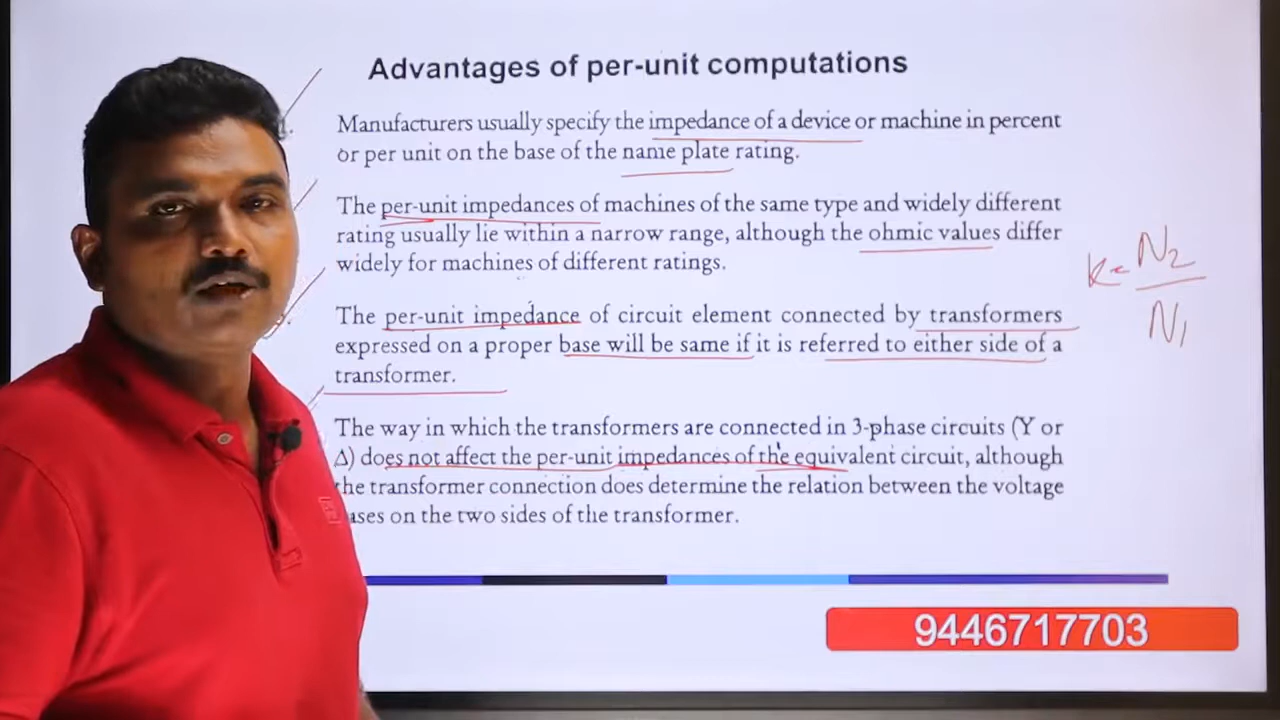 Advantages of per-unit computations
Manufacturers usually specify the impedance of a device or machine in percent
or per unit on the base of the name plate rating.
The per-unit impedances of machines of the same type and widely different
rating usually lie within a narrow range, although the ohmic values differ
widely for machines of different ratings.
The per-unit impedance of circuit element connected by transformers
expressed on a proper base will be same if it is referred to either side of a
transformer.
The way in which the transformers are connected in 3-phase circuits (Y or
Δ) does not affect the per-unit impedances of the equivalent circuit, although
the transformer connection does determine the relation between the voltage
on the two sides of the transformer.
K = N2
N1
9446717703